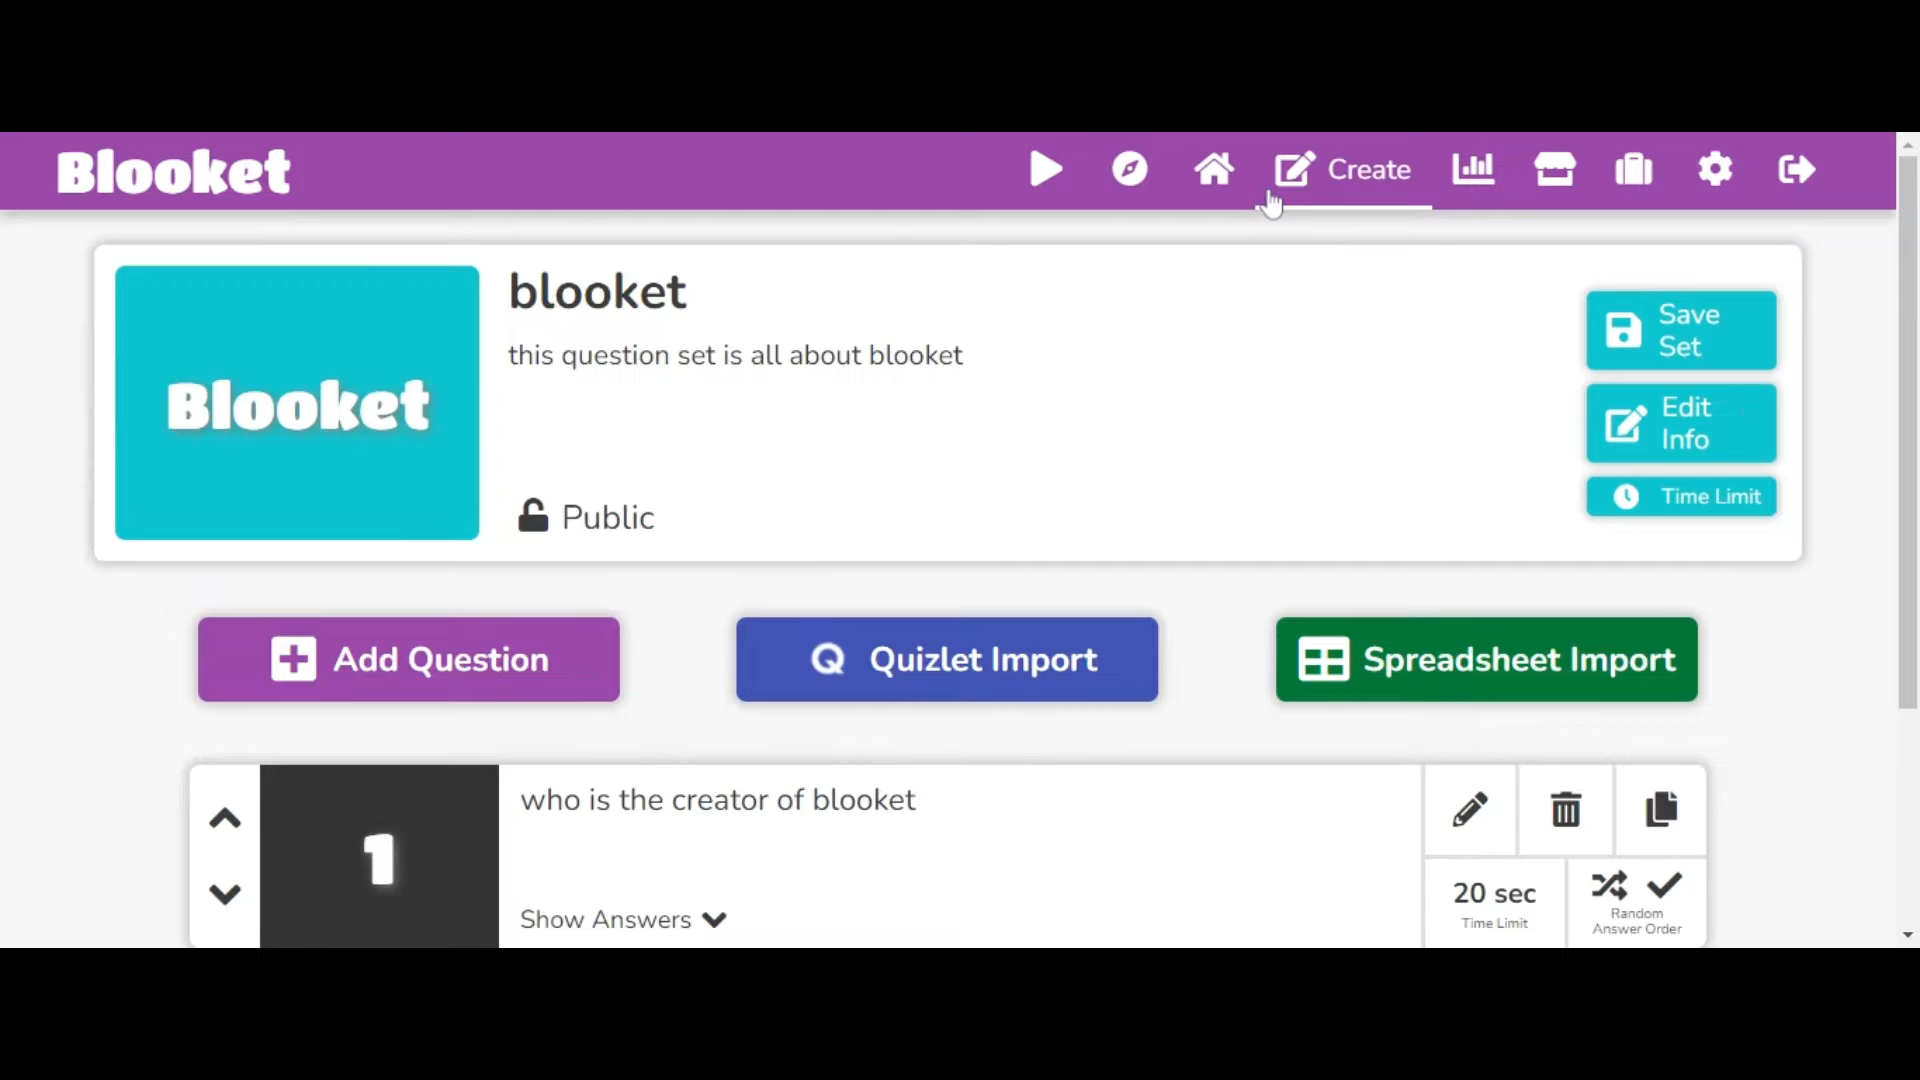 Blooket
Create
Blooket
blooket
this question set is all about blooket
Public
Save
Set
Edit
Info
Time Limit
Add Question
Q Quizlet Import
Spreadsheet Import
1
who is the creator of blooket
Show Answers
20 sec
Time Limit
Random
Answer Order